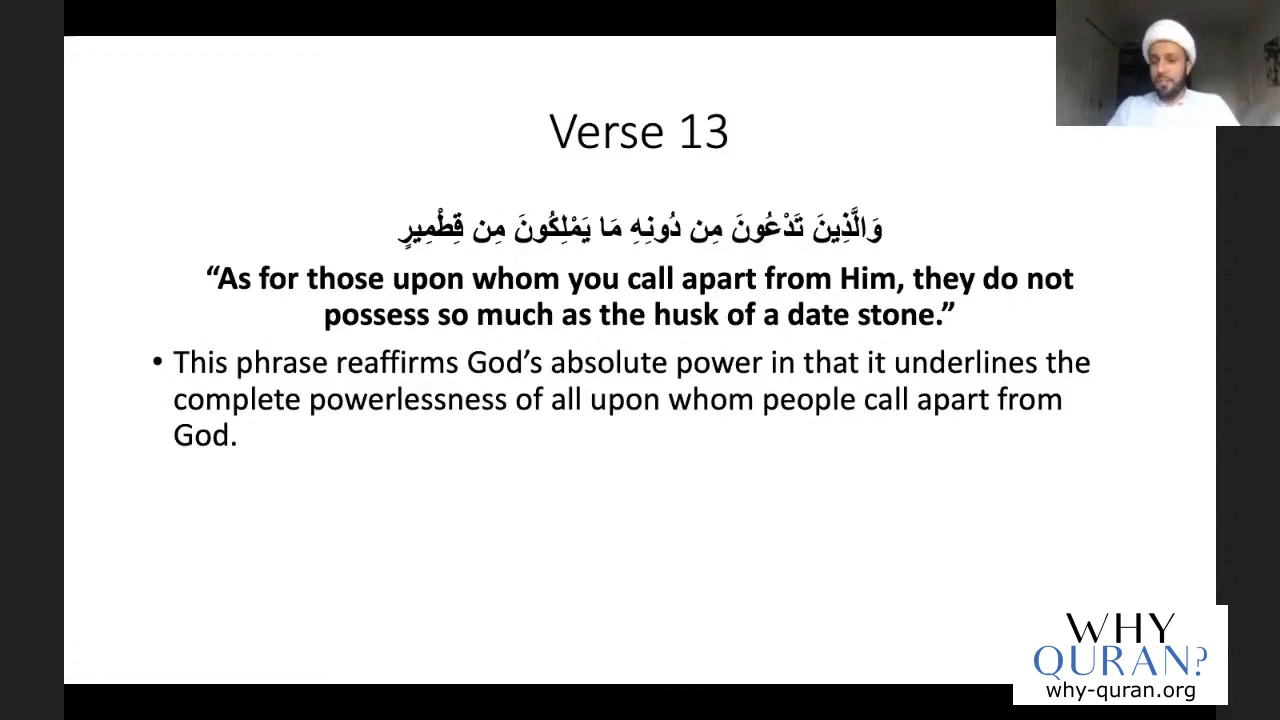 Verse 13
وَالَّذِينَ تَدْعُونَ مِن دُونِهِ مَا يَمْلِكُونَ مِن قِطْمِيرٍ
“As for those upon whom you call apart from Him, they do not
possess so much as the husk of a date stone.”
• This phrase reaffirms God’s absolute power in that it underlines the
complete powerlessness of all upon whom people call apart from
God.
WHY
QURAN?
why-quran.org